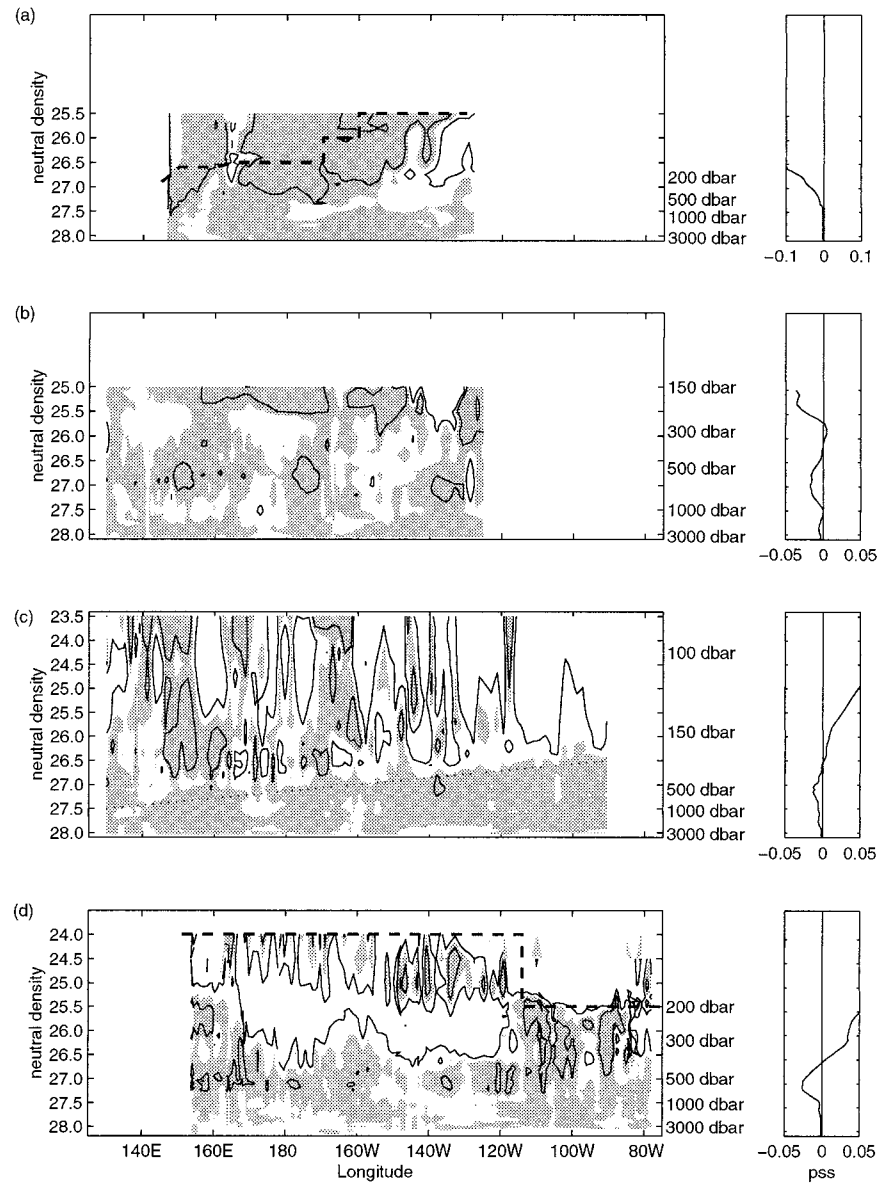 (a)
neutral density
25.5
26.0
26.5
27.0
27.5
28.0
200 dbar
500 dbar
1000 dbar
3000 dbar
−0.1 0 0.1
(b)
neutral density
25.0
25.5
26.0
26.5
27.0
27.5
28.0
150 dbar
300 dbar
500 dbar
1000 dbar
3000 dbar
−0.05 0 0.05
(c)
neutral density
23.5
24.0
24.5
25.0
25.5
26.0
26.5
27.0
27.5
28.0
100 dbar
150 dbar
500 dbar
1000 dbar
3000 dbar
−0.05 0 0.05
(d)
neutral density
24.0
24.5
25.0
25.5
26.0
26.5
27.0
27.5
28.0
200 dbar
300 dbar
500 dbar
1000 dbar
3000 dbar
140E 160E 180 160W 140W 120W 100W 80W
Longitude
−0.05 0 0.05
pss